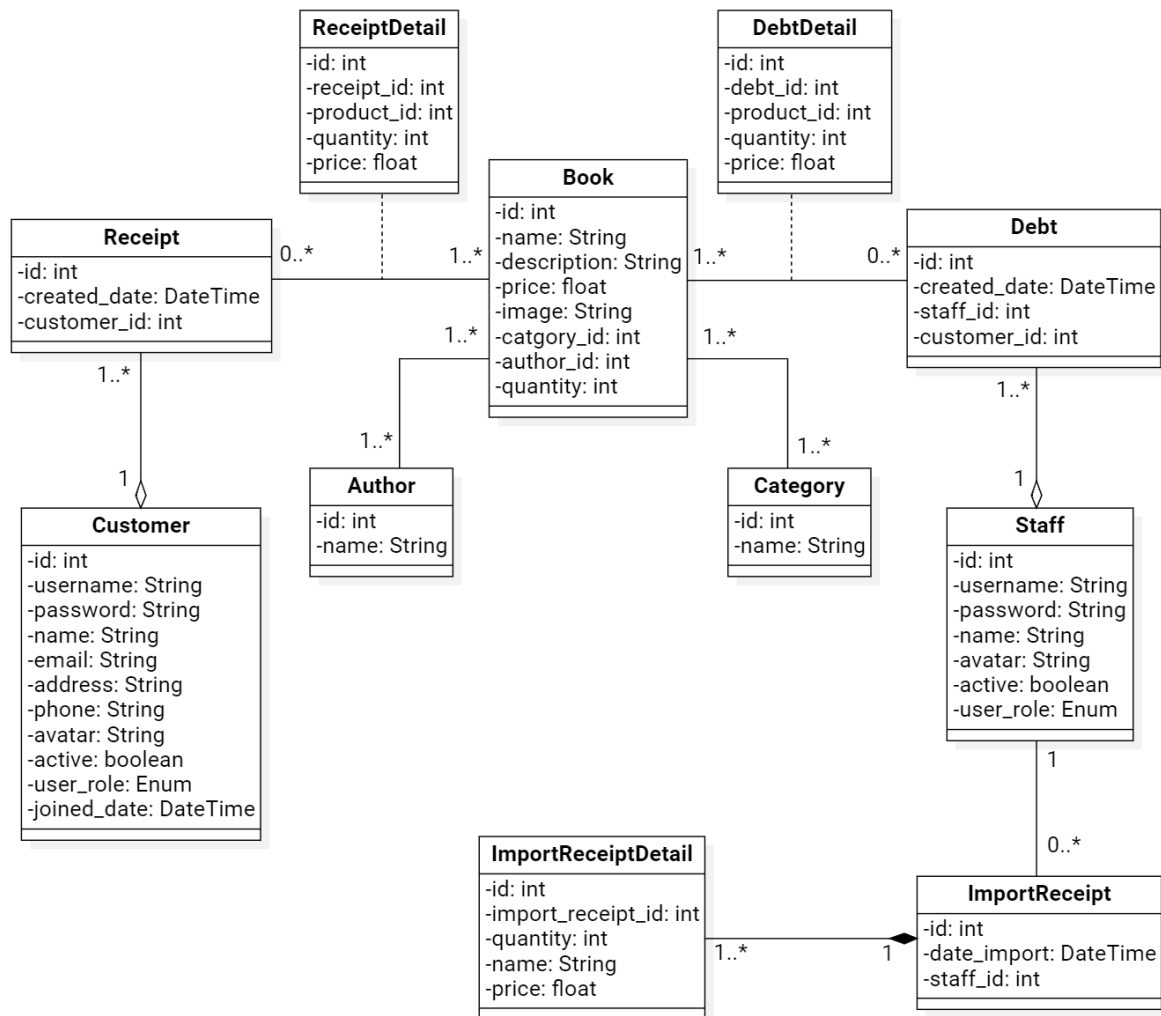 ReceiptDetail
-id: int
-receipt_id: int
-product_id: int
-quantity: int
-price: float
DebtDetail
-id: int
-debt_id: int
-product_id: int
-quantity: int
-price: float
Book
-id: int
-name: String
-description: String
-price: float
-image: String
-catgory_id: int
-author_id: int
-quantity: int
Receipt
-id: int
-created_date: DateTime
-customer_id: int
0..*
1..*
1..*
0..*
Debt
-id: int
-created_date: DateTime
-staff_id: int
-customer_id: int
1..*
1..*
1..*
1..*
1..*
1..*
1
1
Author
-id: int
-name: String
Category
-id: int
-name: String
Customer
-id: int
-username: String
-password: String
-name: String
-email: String
-address: String
-phone: String
-avatar: String
-active: boolean
-user_role: Enum
-joined_date: DateTime
Staff
-id: int
-username: String
-password: String
-name: String
-avatar: String
-active: boolean
-user_role: Enum
1
0..*
ImportReceiptDetail
-id: int
-import_receipt_id: int
-quantity: int
-name: String
-price: float
1..*
1
ImportReceipt
-id: int
-date_import: DateTime
-staff_id: int